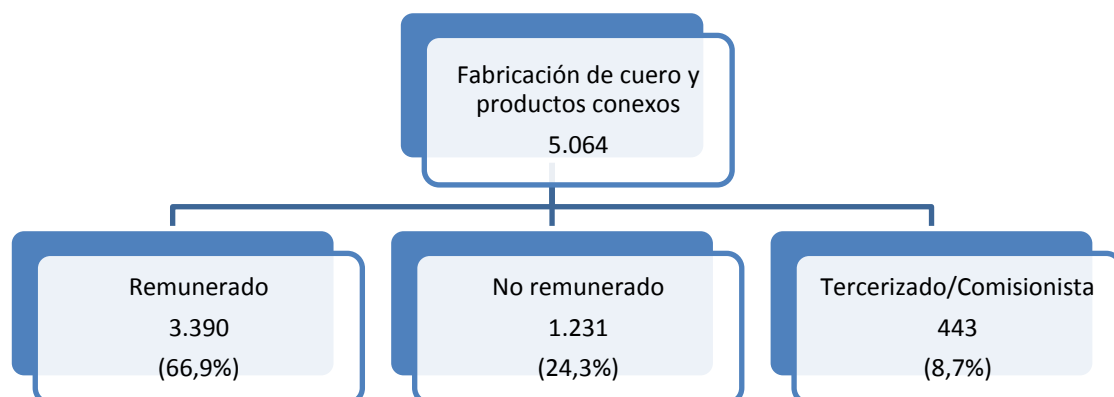 Fabricación de cuero y
productos conexos
5.064
Remunerado
3.390
(66,9%)
No remunerado
1.231
(24,3%)
Tercerizado/Comisionista
443
(8,7%)